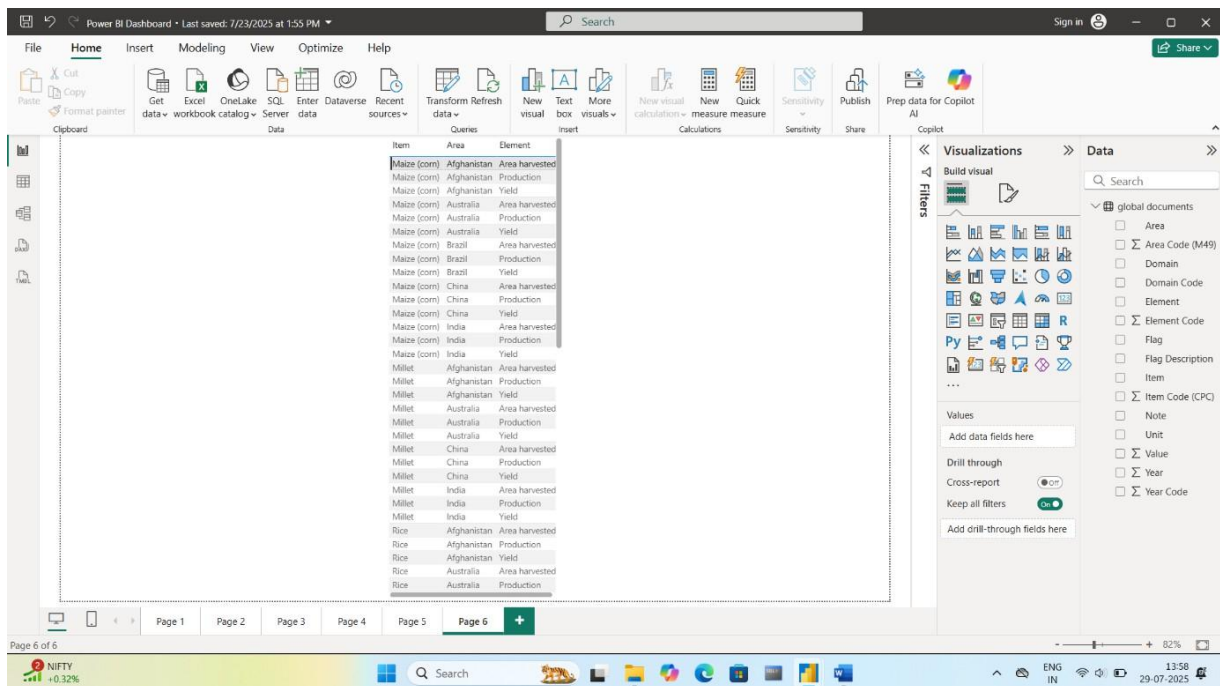 Power BI Dashboard • Last saved: 7/23/2025 at 1:55 PM
Search
Sign in
File Home Insert Modeling View Optimize Help
Share
Paste
Cut
Copy
Format painter
Clipboard
Get data
Excel workbook
OneLake catalog
SQL Server
Enter data
Dataverse
Recent sources
Data
Transform data
Refresh
Queries
New visual
Text box
More visuals
Insert
New visual calculation
New measure
Quick measure
Calculations
Sensitivity
Sensitivity
Publish
Share
Prep data for AI
Copilot
Copilot
Item Area Element
Maize (corn) Afghanistan Area harvested
Maize (corn) Afghanistan Production
Maize (corn) Afghanistan Yield
Maize (corn) Australia Area harvested
Maize (corn) Australia Production
Maize (corn) Australia Yield
Maize (corn) Brazil Area harvested
Maize (corn) Brazil Production
Maize (corn) Brazil Yield
Maize (corn) China Area harvested
Maize (corn) China Production
Maize (corn) China Yield
Maize (corn) India Area harvested
Maize (corn) India Production
Maize (corn) India Yield
Millet Afghanistan Area harvested
Millet Afghanistan Production
Millet Afghanistan Yield
Millet Australia Area harvested
Millet Australia Production
Millet Australia Yield
Millet China Area harvested
Millet China Production
Millet China Yield
Millet India Area harvested
Millet India Production
Millet India Yield
Rice Afghanistan Area harvested
Rice Afghanistan Production
Rice Afghanistan Yield
Rice Australia Area harvested
Rice Australia Production
Filters
Visualizations
Build visual
R
Py
123
...
Values
Add data fields here
Drill through
Cross-report
Off
Keep all filters
On
Add drill-through fields here
Data
Search
global documents
Area
Σ Area Code (M49)
Domain
Domain Code
Element
Σ Element Code
Flag
Flag Description
Item
Σ Item Code (CPC)
Note
Unit
Σ Value
Σ Year
Σ Year Code
Page 1 Page 2 Page 3 Page 4 Page 5 Page 6 +
Page 6 of 6
- + 82%
2
NIFTY
+0.32%
Search
ENG
IN
13:58
29-07-2025